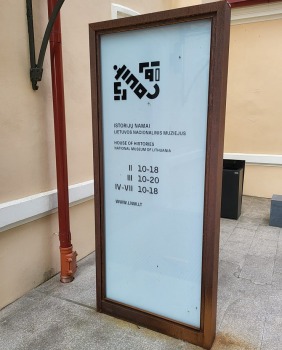 ISTORIJŲ NAMAI
LIETUVOS NACIONALINIS MUZIEJUS
HOUSE OF HISTORIES
NATIONAL MUSEUM OF LITHUANIA
II 10-18
III 10-20
IV-VII 10-18
WWW.LNM.LT